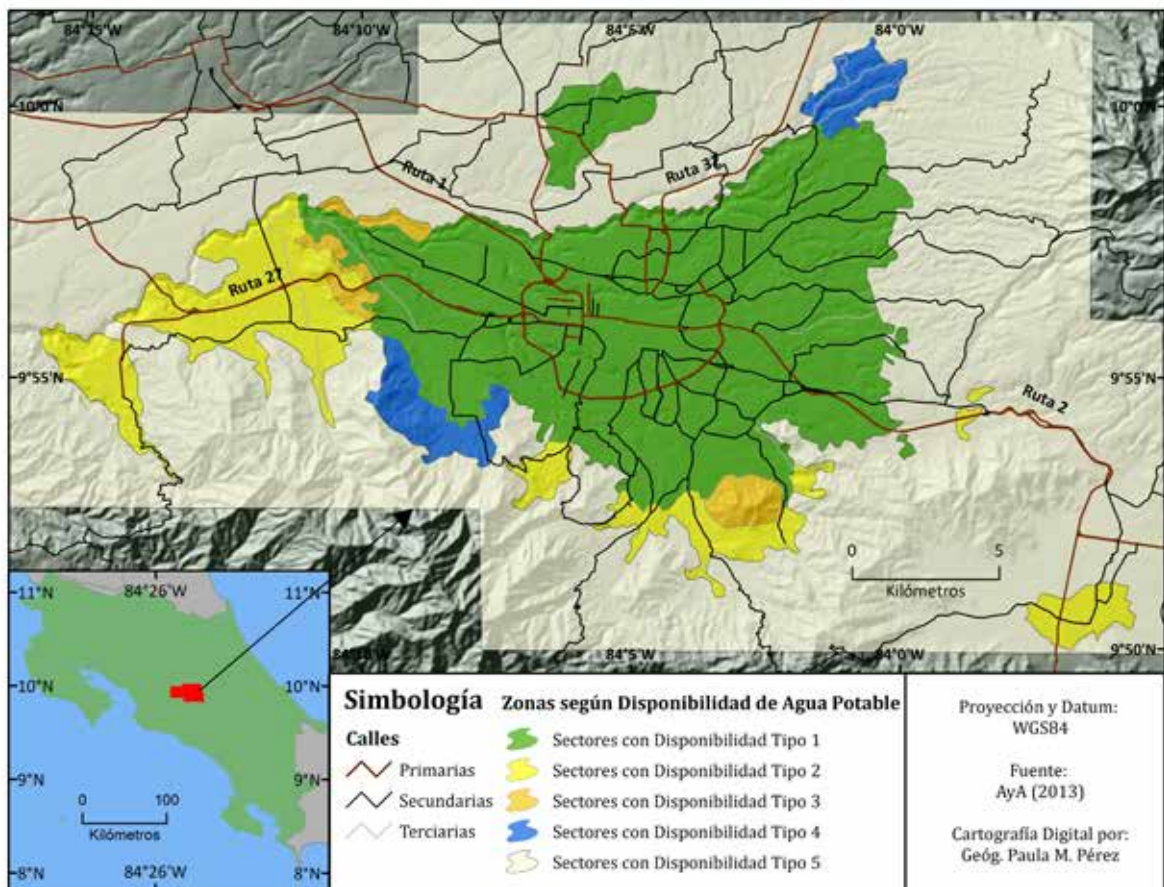 84°15'W 84°10'W 84°5'W 84°0'W
10°0'N 10°0'N
Ruta 1
Ruta 32
Ruta 27
9°55'N 9°55'N
Ruta 2
0 5
Kilómetros
84°5'W 84°0'W 9°50'N
84°26'W
11°N 11°N
10°N 10°N
9°N 9°N
0 100
Kilómetros
84°26'W
8°N 8°N
Simbología
Calles
Primarias
Secundarias
Terciarias
Zonas según Disponibilidad de Agua Potable
Sectores con Disponibilidad Tipo 1
Sectores con Disponibilidad Tipo 2
Sectores con Disponibilidad Tipo 3
Sectores con Disponibilidad Tipo 4
Sectores con Disponibilidad Tipo 5
Proyección y Datum:
WGS84
Fuente:
AyA (2013)
Cartografía Digital por:
Geóg. Paula M. Pérez